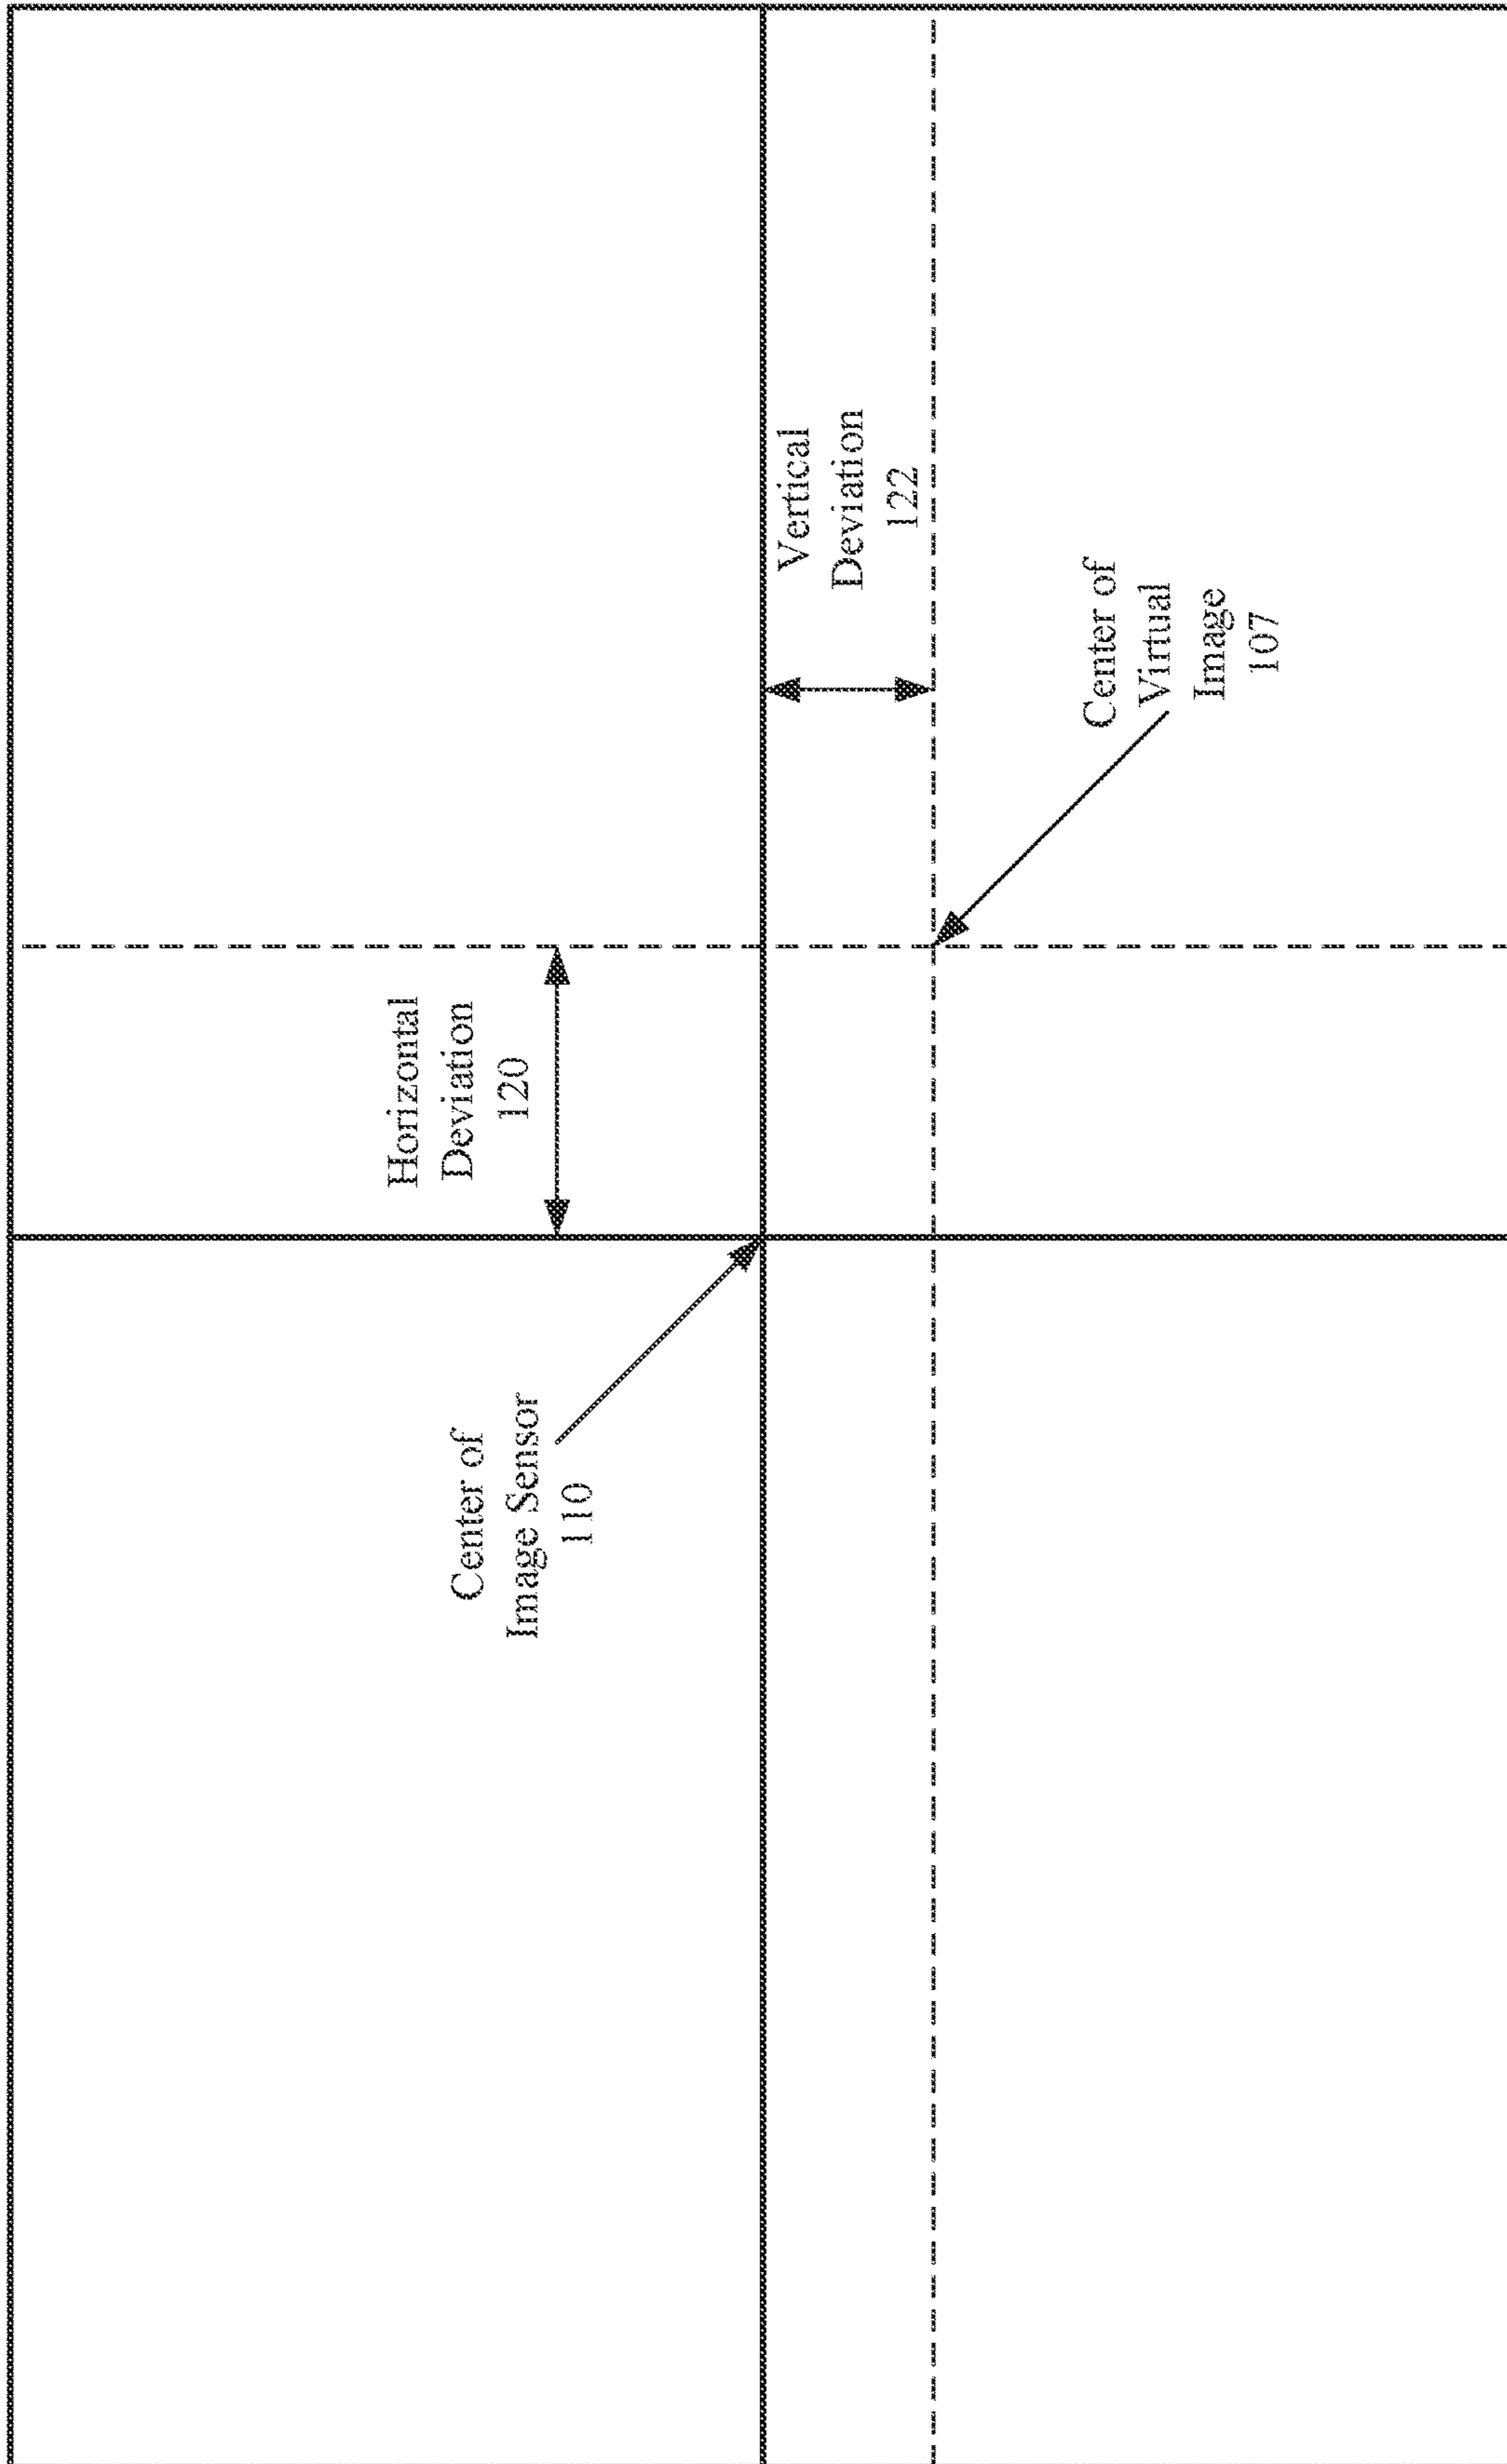 Center of
Image Sensor
110
Horizontal
Deviation
120
Vertical
Deviation
122
Center of
Virtual
Image
107